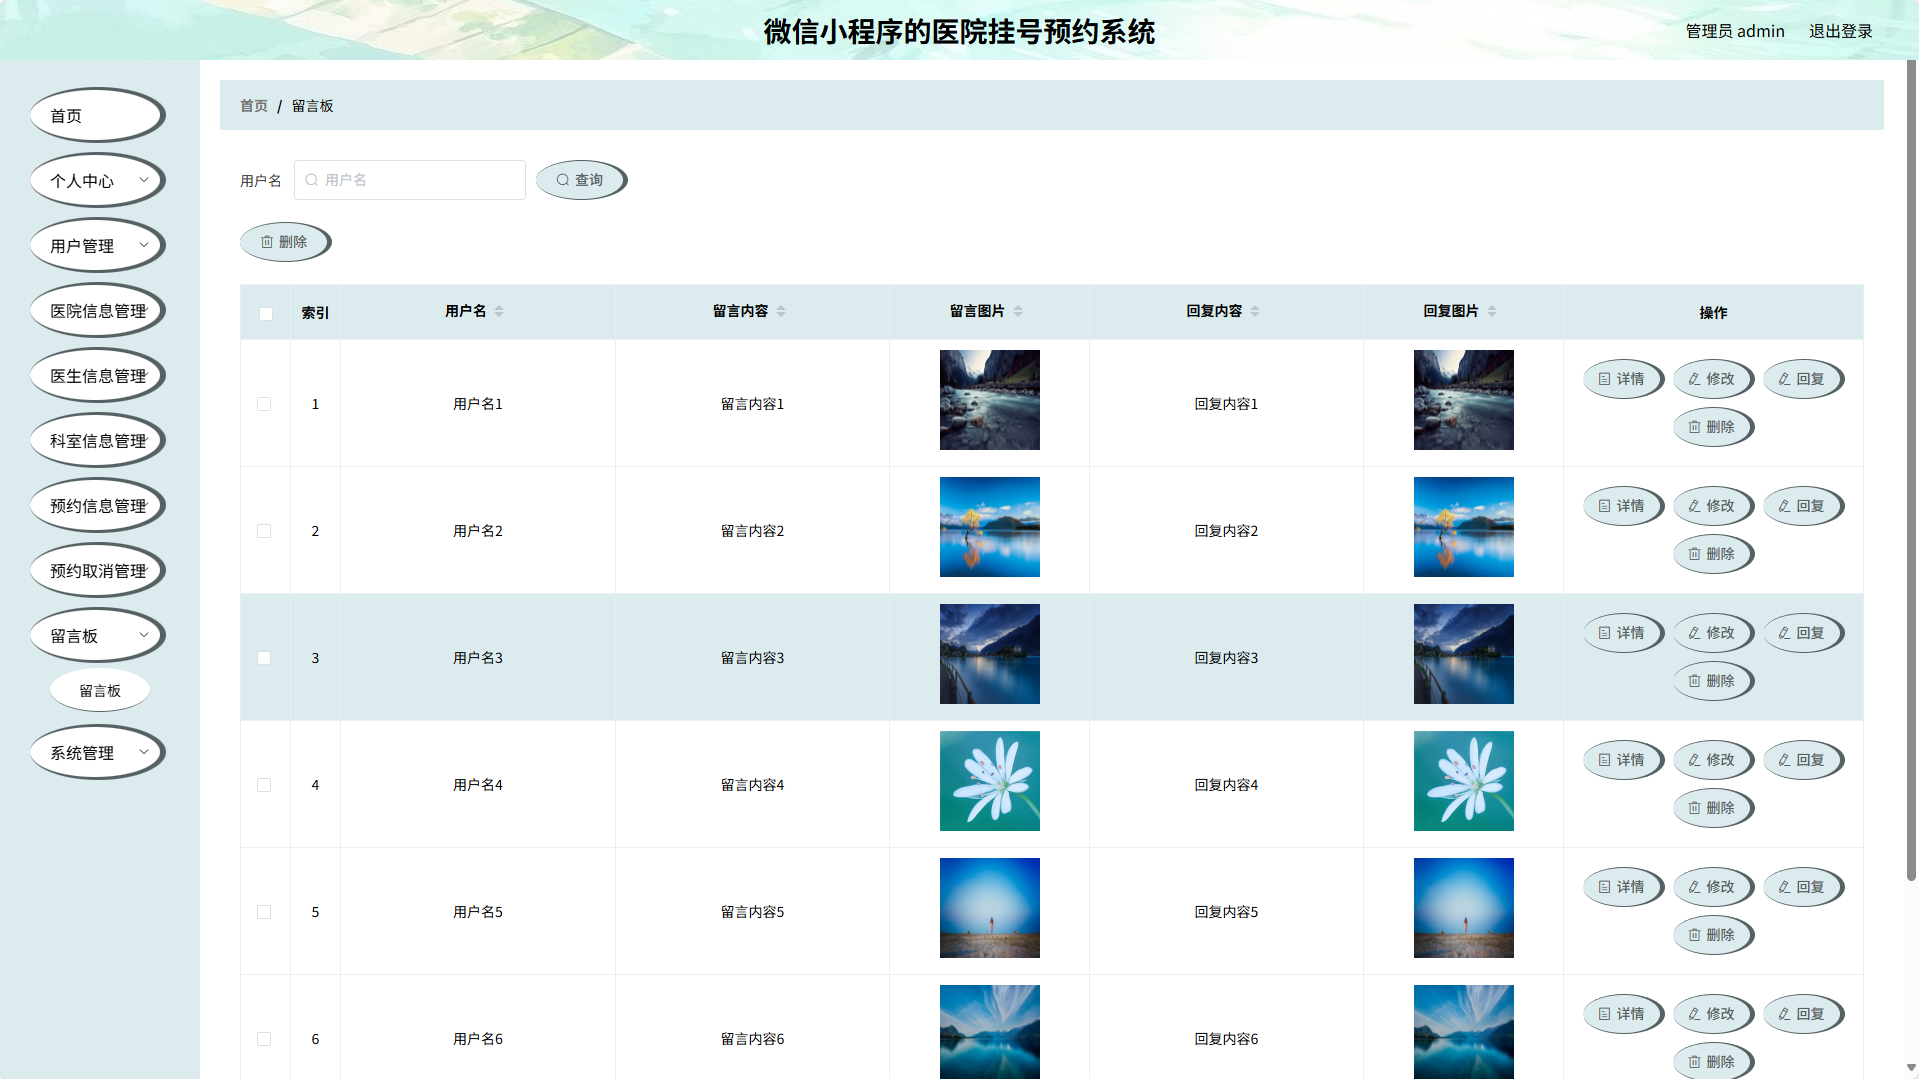 微信小程序的医院挂号预约系统
管理员 admin 退出登录
首页
个人中心
用户管理
医院信息管理
医生信息管理
科室信息管理
预约信息管理
预约取消管理
留言板
留言板
系统管理
首页 / 留言板
用户名 用户名 查询
删除
索引 用户名 留言内容 留言图片 回复内容 回复图片 操作
1 用户名1 留言内容1 回复内容1 详情 修改 回复
删除
2 用户名2 留言内容2 回复内容2 详情 修改 回复
删除
3 用户名3 留言内容3 回复内容3 详情 修改 回复
删除
4 用户名4 留言内容4 回复内容4 详情 修改 回复
删除
5 用户名5 留言内容5 回复内容5 详情 修改 回复
删除
6 用户名6 留言内容6 回复内容6 详情 修改 回复
删除